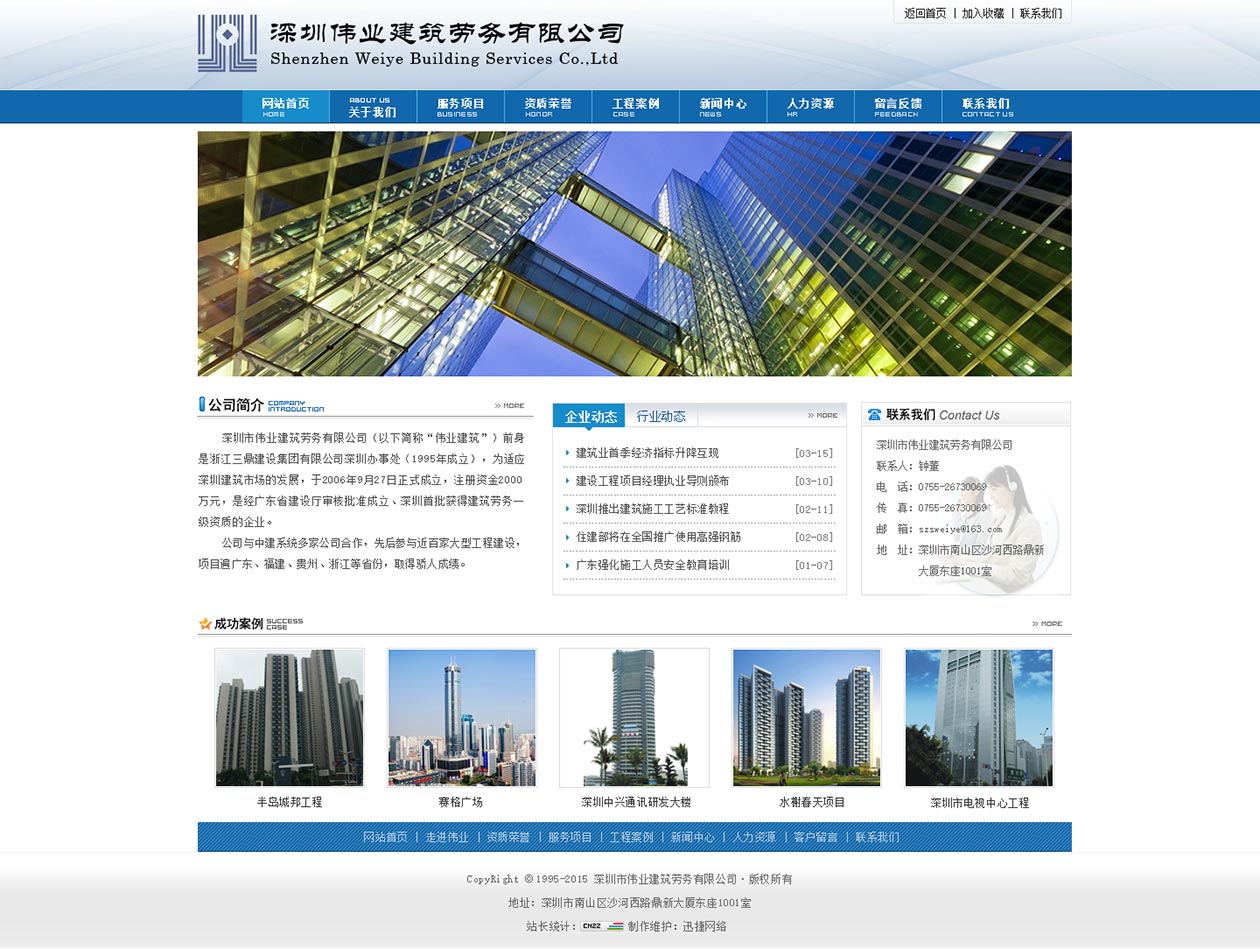 返回首页 | 加入收藏 | 联系我们
深圳伟业建筑劳务有限公司
Shenzhen Weiye Building Services Co.,Ltd
网站首页 HOME
ABOUT US 关于我们
服务项目 BUSINESS
资质荣誉 HONOR
工程案例 CASE
新闻中心 NEWS
人力资源 HR
留言反馈 FEEDBACK
联系我们 CONTACT US
公司简介 COMPANY INTRODUCTION >> MORE
深圳市伟业建筑劳务有限公司（以下简称“伟业建筑”）前身
是浙江三鼎建设集团有限公司深圳办事处（1995年成立），为适应
深圳建筑市场的发展，于2006年9月27日正式成立，注册资金2000
万元，是经广东省建设厅审核批准成立、深圳首批获得建筑劳务一
级资质的企业。
公司与中建系统多家公司合作，先后参与近百家大型工程建设，
项目遍广东、福建、贵州、浙江等省份，取得骄人成绩。
企业动态 行业动态 >> MORE
建筑业首季经济指标升降互现 [03-15]
建设工程项目经理执业导则颁布 [03-10]
深圳推出建筑施工工艺标准教程 [02-11]
住建部将在全国推广使用高强钢筋 [02-08]
广东强化施工人员安全教育培训 [01-07]
联系我们 Contact Us
深圳市伟业建筑劳务有限公司
联系人：钟董
电 话：0755-26730069
传 真：0755-26730069
邮 箱：szsweiye@163.com
地 址：深圳市南山区沙河西路鼎新
大厦东座1001室
成功案例 SUCCESS CASE >> MORE
半岛城邦工程
赛格广场
深圳中兴通讯研发大楼
水榭春天项目
深圳市电视中心工程
网站首页 | 走进伟业 | 资质荣誉 | 服务项目 | 工程案例 | 新闻中心 | 人力资源 | 客户留言 | 联系我们
CopyRight © 1995-2015 深圳市伟业建筑劳务有限公司·版权所有
地址：深圳市南山区沙河西路鼎新大厦东座1001室
站长统计：CNZZ 制作维护：迅捷网络